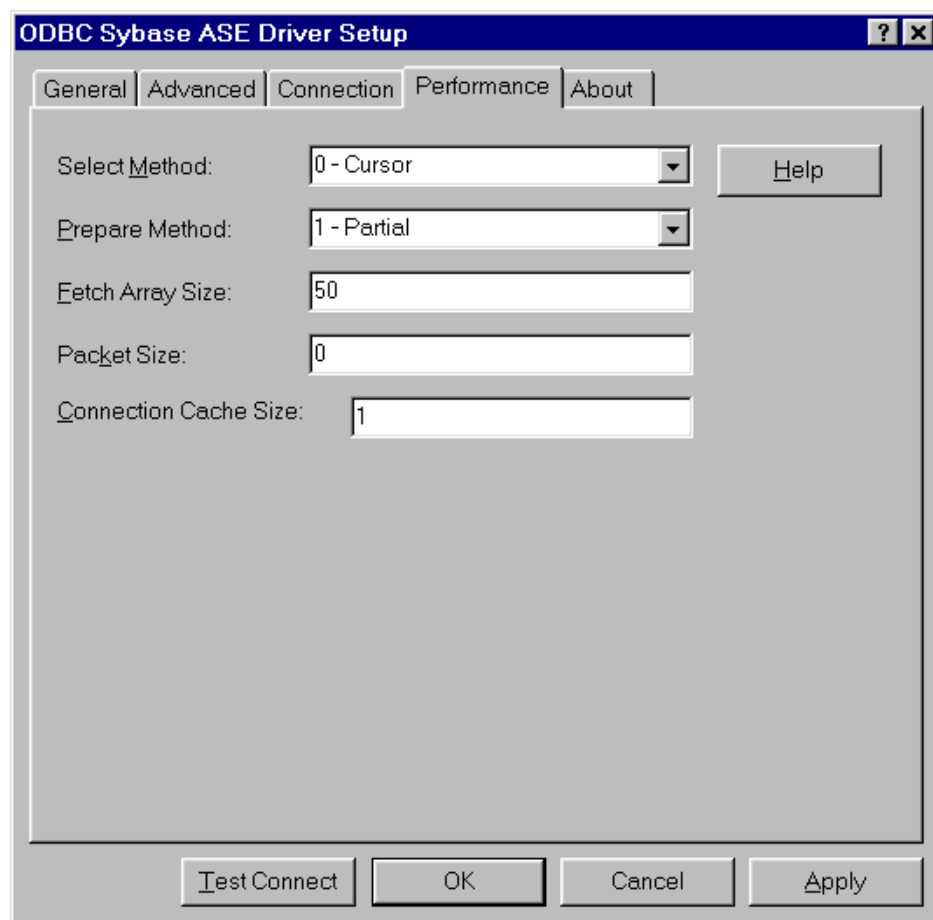 ODBC Sybase ASE Driver Setup ? X
General Advanced Connection Performance About
Select Method: 0 - Cursor Help
Prepare Method: 1 - Partial
Fetch Array Size: 50
Packet Size: 0
Connection Cache Size: 1
Test Connect OK Cancel Apply